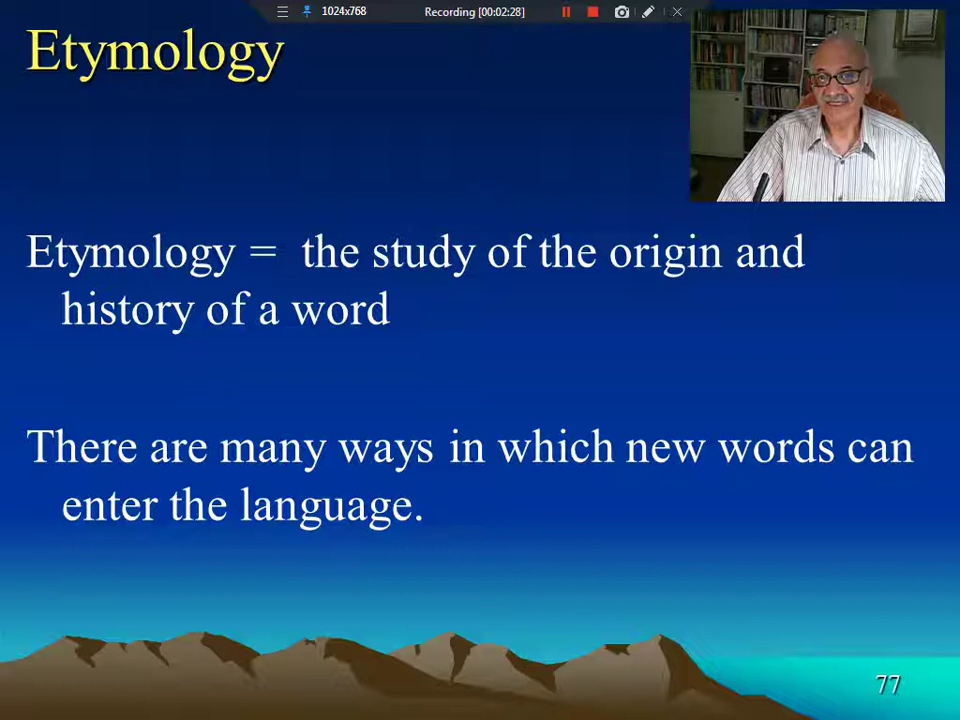 1024x768 Recording [00:02:28]
Etymology
Etymology = the study of the origin and
history of a word
There are many ways in which new words can
enter the language.
77